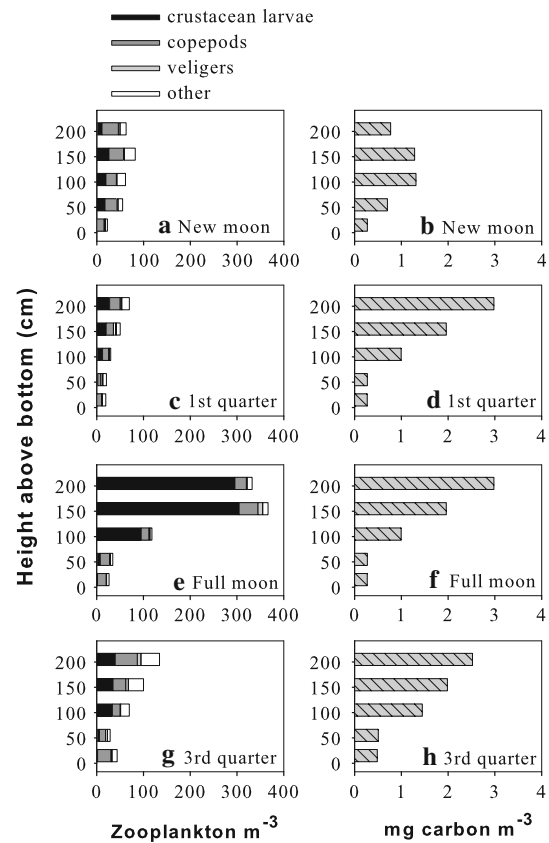 crustacean larvae
copepods
veligers
other
200
150
100
50
0
a New moon
0 100 200 300 400
200
150
100
50
0
b New moon
0 1 2 3 4
200
150
100
50
0
c 1st quarter
0 100 200 300 400
200
150
100
50
0
d 1st quarter
0 1 2 3 4
200
150
100
50
0
e Full moon
0 100 200 300 400
200
150
100
50
0
f Full moon
0 1 2 3 4
200
150
100
50
0
g 3rd quarter
0 100 200 300 400
200
150
100
50
0
h 3rd quarter
0 1 2 3 4
Height above bottom (cm)
Zooplankton m-3
mg carbon m-3